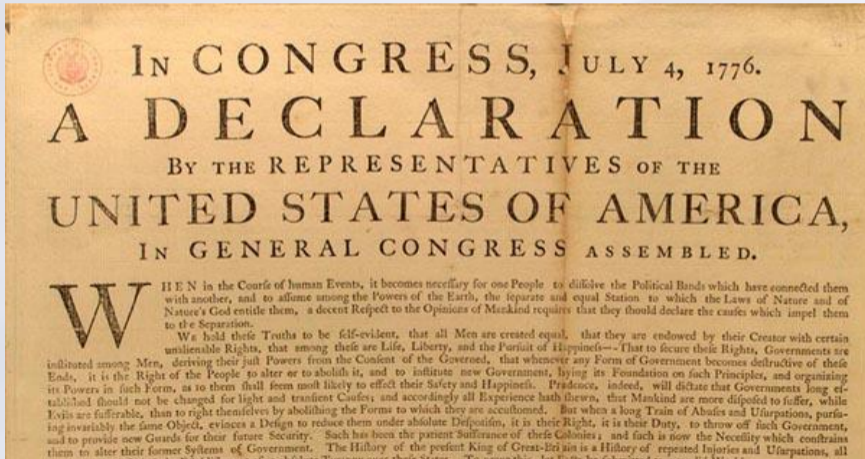 IN CONGRESS, JULY 4, 1776.
A DECLARATION
BY THE REPRESENTATIVES OF THE
UNITED STATES OF AMERICA,
IN GENERAL CONGRESS ASSEMBLED.
WHEN in the Courſe of human Events, it becomes neceſſary for one People to diſſolve the Political Bands which have connected them
with another, and to aſſume among the Powers of the Earth, the ſeparate and equal Station to which the Laws of Nature and of
Nature's God entitle them, a decent Reſpect to the Opinions of Mankind requires that they ſhould declare the cauſes which impel them
to the Separation.
WE hold theſe Truths to be ſelf-evident, that all Men are created equal, that they are endowed by their Creator with certain
unalienable Rights, that among theſe are Life, Liberty, and the Purſuit of Happineſs—-That to ſecure theſe Rights, Governments are
inſtituted among Men, deriving their juſt Powers from the Conſent of the Governed, that whenever any Form of Government becomes deſtructive of theſe
Ends, it is the Right of the People to alter or to aboliſh it, and to inſtitute new Government, laying its Foundation on ſuch Principles, and organizing
its Powers in ſuch Form, as to them ſhall ſeem moſt likely to effect their Safety and Happineſs. Prudence, indeed, will dictate that Governments long eſ-
tabliſhed ſhould not be changed for light and tranſient Cauſes; and accordingly all Experience hath ſhewn, that Mankind are more diſpoſed to ſuffer, while
Evils are ſufferable, than to right themſelves by aboliſhing the Forms to which they are accuſtomed. But when a long Train of Abuſes and Uſurpations, purſu-
ing invariably the ſame Object, evinces a Deſign to reduce them under abſolute Deſpotiſm, it is their Right, it is their Duty, to throw off ſuch Government,
and to provide new Guards for their future Security. Such has been the patient Sufferance of theſe Colonies; and ſuch is now the Neceſſity which conſtrains
them to alter their former Syſtems of Government. The Hiſtory of the preſent King of Great-Britain is a Hiſtory of repeated Injuries and Uſurpations, all